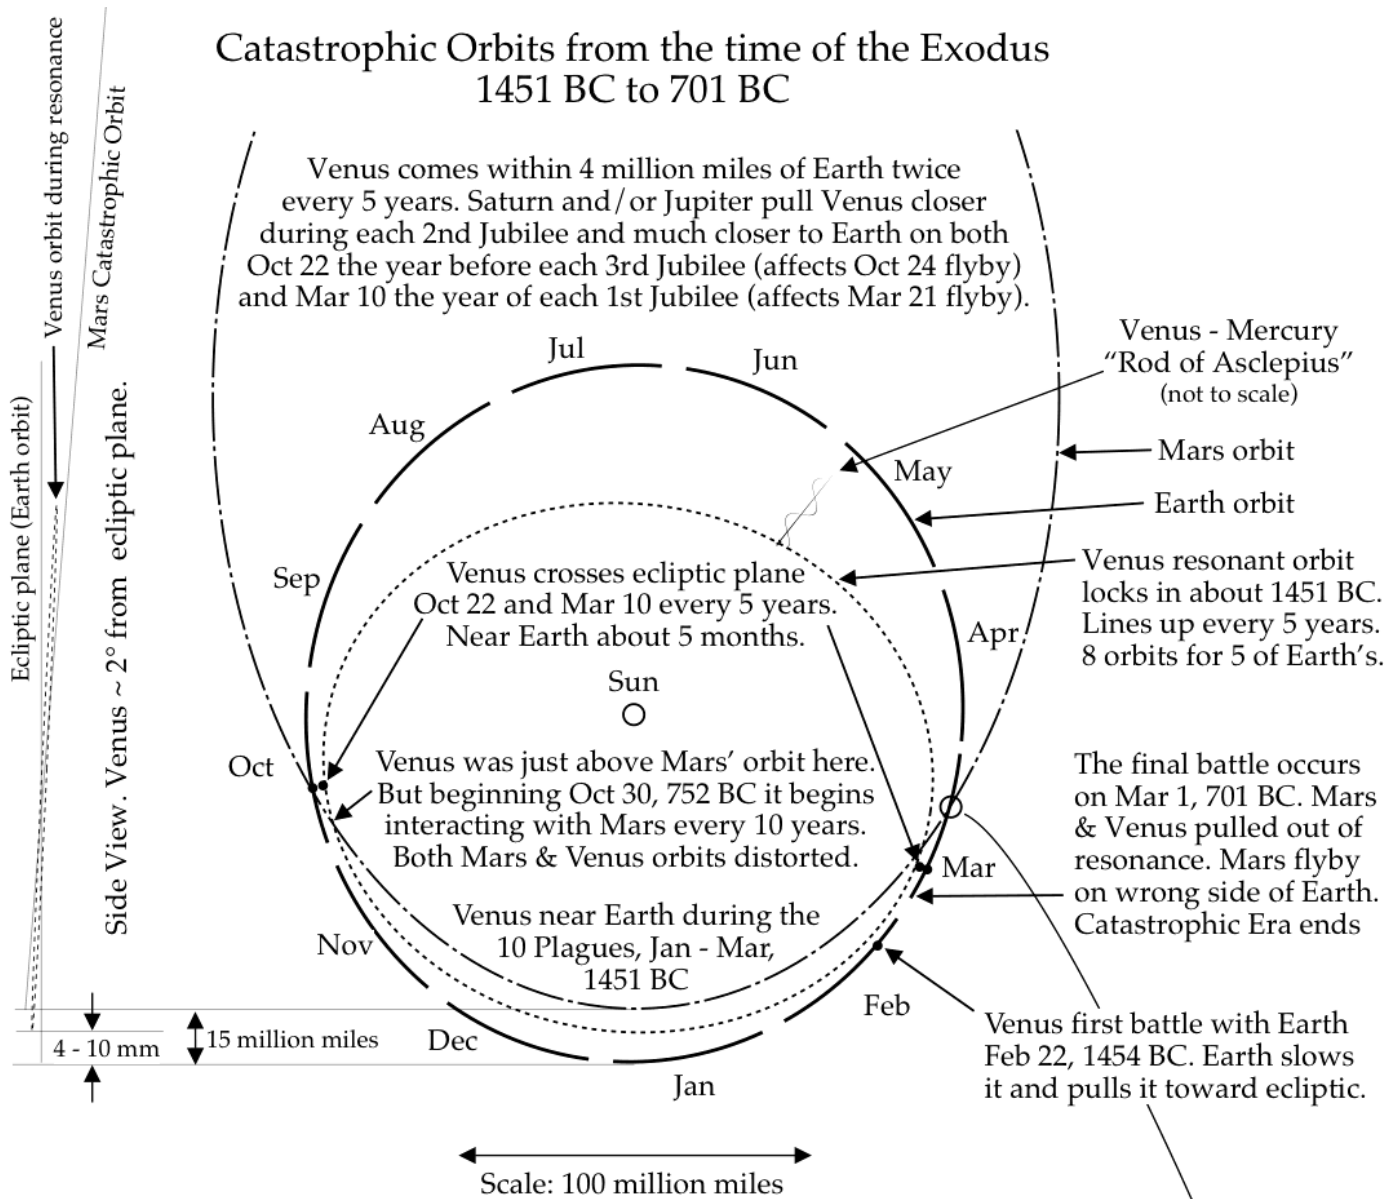 Catastrophic Orbits from the time of the Exodus
1451 BC to 701 BC
Venus orbit during resonance
Mars Catastrophic Orbit
Ecliptic plane (Earth orbit)
Side View. Venus ~ 2° from ecliptic plane.
Venus comes within 4 million miles of Earth twice
every 5 years. Saturn and/or Jupiter pull Venus closer
during each 2nd Jubilee and much closer to Earth on both
Oct 22 the year before each 3rd Jubilee (affects Oct 24 flyby)
and Mar 10 the year of each 1st Jubilee (affects Mar 21 flyby).
Jul
Jun
Aug
May
Sep
Apr
Oct
Mar
Nov
Feb
Dec
Jan
Venus - Mercury
“Rod of Asclepius”
(not to scale)
Mars orbit
Earth orbit
Venus resonant orbit
locks in about 1451 BC.
Lines up every 5 years.
8 orbits for 5 of Earth's.
Venus crosses ecliptic plane
Oct 22 and Mar 10 every 5 years.
Near Earth about 5 months.
Sun
Venus was just above Mars' orbit here.
But beginning Oct 30, 752 BC it begins
interacting with Mars every 10 years.
Both Mars & Venus orbits distorted.
The final battle occurs
on Mar 1, 701 BC. Mars
& Venus pulled out of
resonance. Mars flyby
on wrong side of Earth.
Catastrophic Era ends
Venus near Earth during the
10 Plagues, Jan - Mar,
1451 BC
Venus first battle with Earth
Feb 22, 1454 BC. Earth slows
it and pulls it toward ecliptic.
4 - 10 mm
15 million miles
Scale: 100 million miles